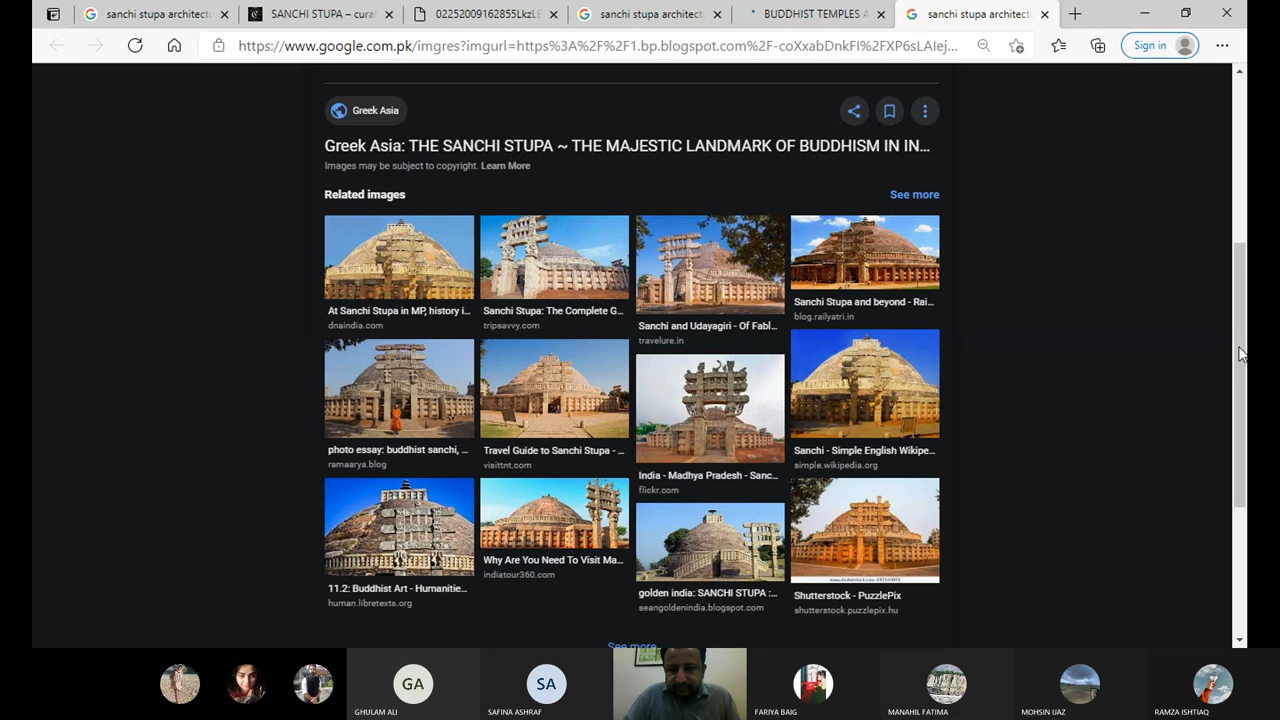 sanchi stupa architect
SANCHI STUPA – cura
02252009162855LkzLE
sanchi stupa architect
BUDDHIST TEMPLES A
sanchi stupa architect
https://www.google.com.pk/imgres?imgurl=https%3A%2F%2F1.bp.blogspot.com%2F-coXxabDnkFI%2FXP6sLAIej...
Sign in
Greek Asia
Greek Asia: THE SANCHI STUPA ~ THE MAJESTIC LANDMARK OF BUDDHISM IN IN...
Images may be subject to copyright. Learn More
Related images
See more
At Sanchi Stupa in MP, history i...
dnaindia.com
Sanchi Stupa: The Complete G...
tripsavvy.com
Sanchi and Udayagiri - Of Fabl...
travelure.in
Sanchi Stupa and beyond - Rai...
blog.railyatri.in
photo essay: buddhist sanchi, ...
ramaarya.blog
Travel Guide to Sanchi Stupa - ...
visittnt.com
India - Madhya Pradesh - Sanc...
flickr.com
Sanchi - Simple English Wikipe...
simple.wikipedia.org
11.2: Buddhist Art - Humanitie...
human.libretexts.org
Why Are You Need To Visit Ma...
indiatour360.com
golden india: SANCHI STUPA :...
seangoldenindia.blogspot.com
Shutterstock - PuzzlePix
shutterstock.puzzlepix.hu
See more
GA
GHULAM ALI
SA
SAFINA ASHRAF
FARIYA BAIG
MANAHIL FATIMA
MOHSIN IJAZ
RAMZA ISHTIAQ